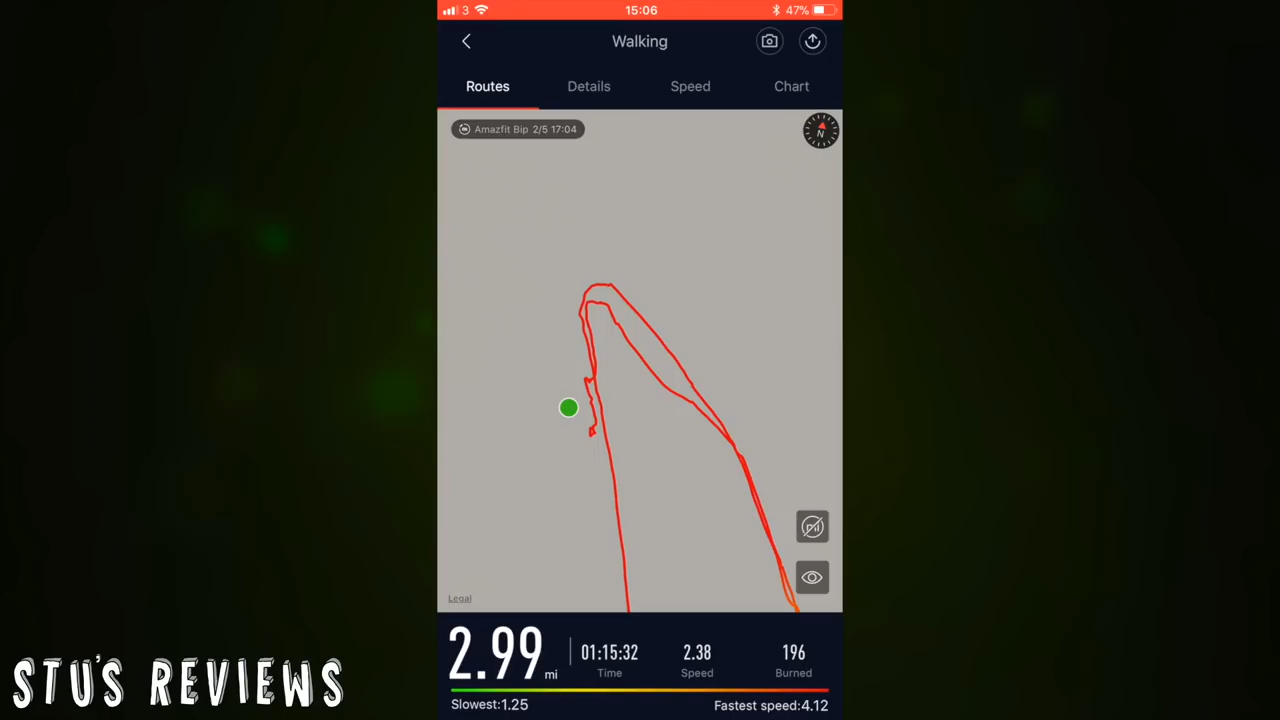 3 15:06 47%
Walking
Routes Details Speed Chart
Amazfit Bip 2/5 17:04
N
Legal
2.99 mi 01:15:32 2.38 196
Time Speed Burned
Slowest:1.25 Fastest speed:4.12
STU'S REVIEWS